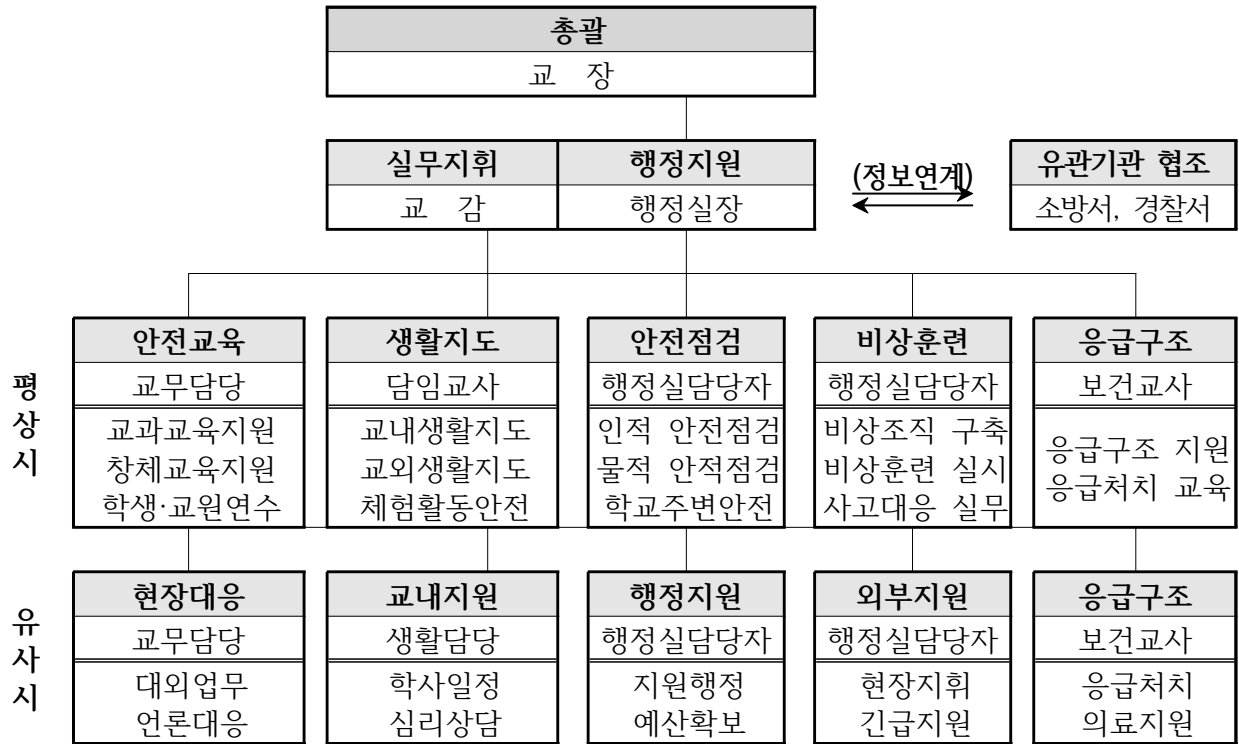 총괄
교 장
실무지휘 행정지원 (정보연계) 유관기관 협조
교 감 행정실장 소방서, 경찰서
평상시
안전교육 생활지도 안전점검 비상훈련 응급구조
교무담당 담임교사 행정실담당자 행정실담당자 보건교사
교과교육지원 교내생활지도 인적 안전점검 비상조직 구축 응급구조 지원
창체교육지원 교외생활지도 물적 안적점검 비상훈련 실시 응급처치 교육
학생·교원연수 체험활동안전 학교주변안전 사고대응 실무
유사시
현장대응 교내지원 행정지원 외부지원 응급구조
교무담당 생활담당 행정실담당자 행정실담당자 보건교사
대외업무 학사일정 지원행정 현장지휘 응급처치
언론대응 심리상담 예산확보 긴급지원 의료지원